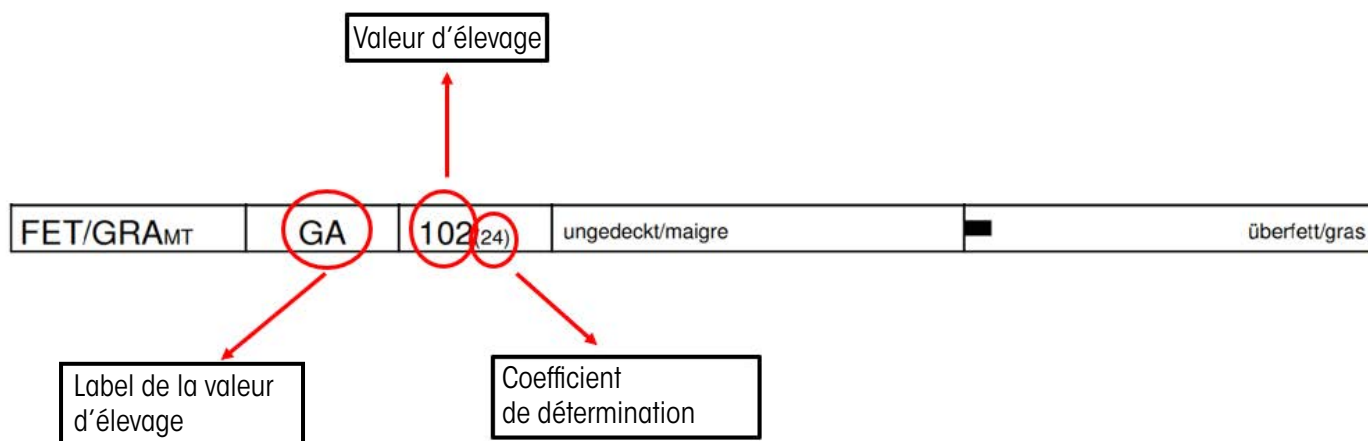 Valeur d'élevage
FET/GRAMT GA 102(24) ungedeckt/maigre überfett/gras
Label de la valeur
d'élevage
Coefficient
de détermination